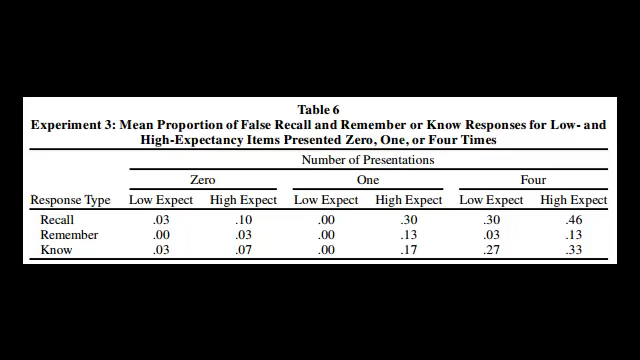 Table 6
Experiment 3: Mean Proportion of False Recall and Remember or Know Responses for Low- and
High-Expectancy Items Presented Zero, One, or Four Times
Number of Presentations
Zero One Four
Response Type Low Expect High Expect Low Expect High Expect Low Expect High Expect
Recall .03 .10 .00 .30 .30 .46
Remember .00 .03 .00 .13 .03 .13
Know .03 .07 .00 .17 .27 .33